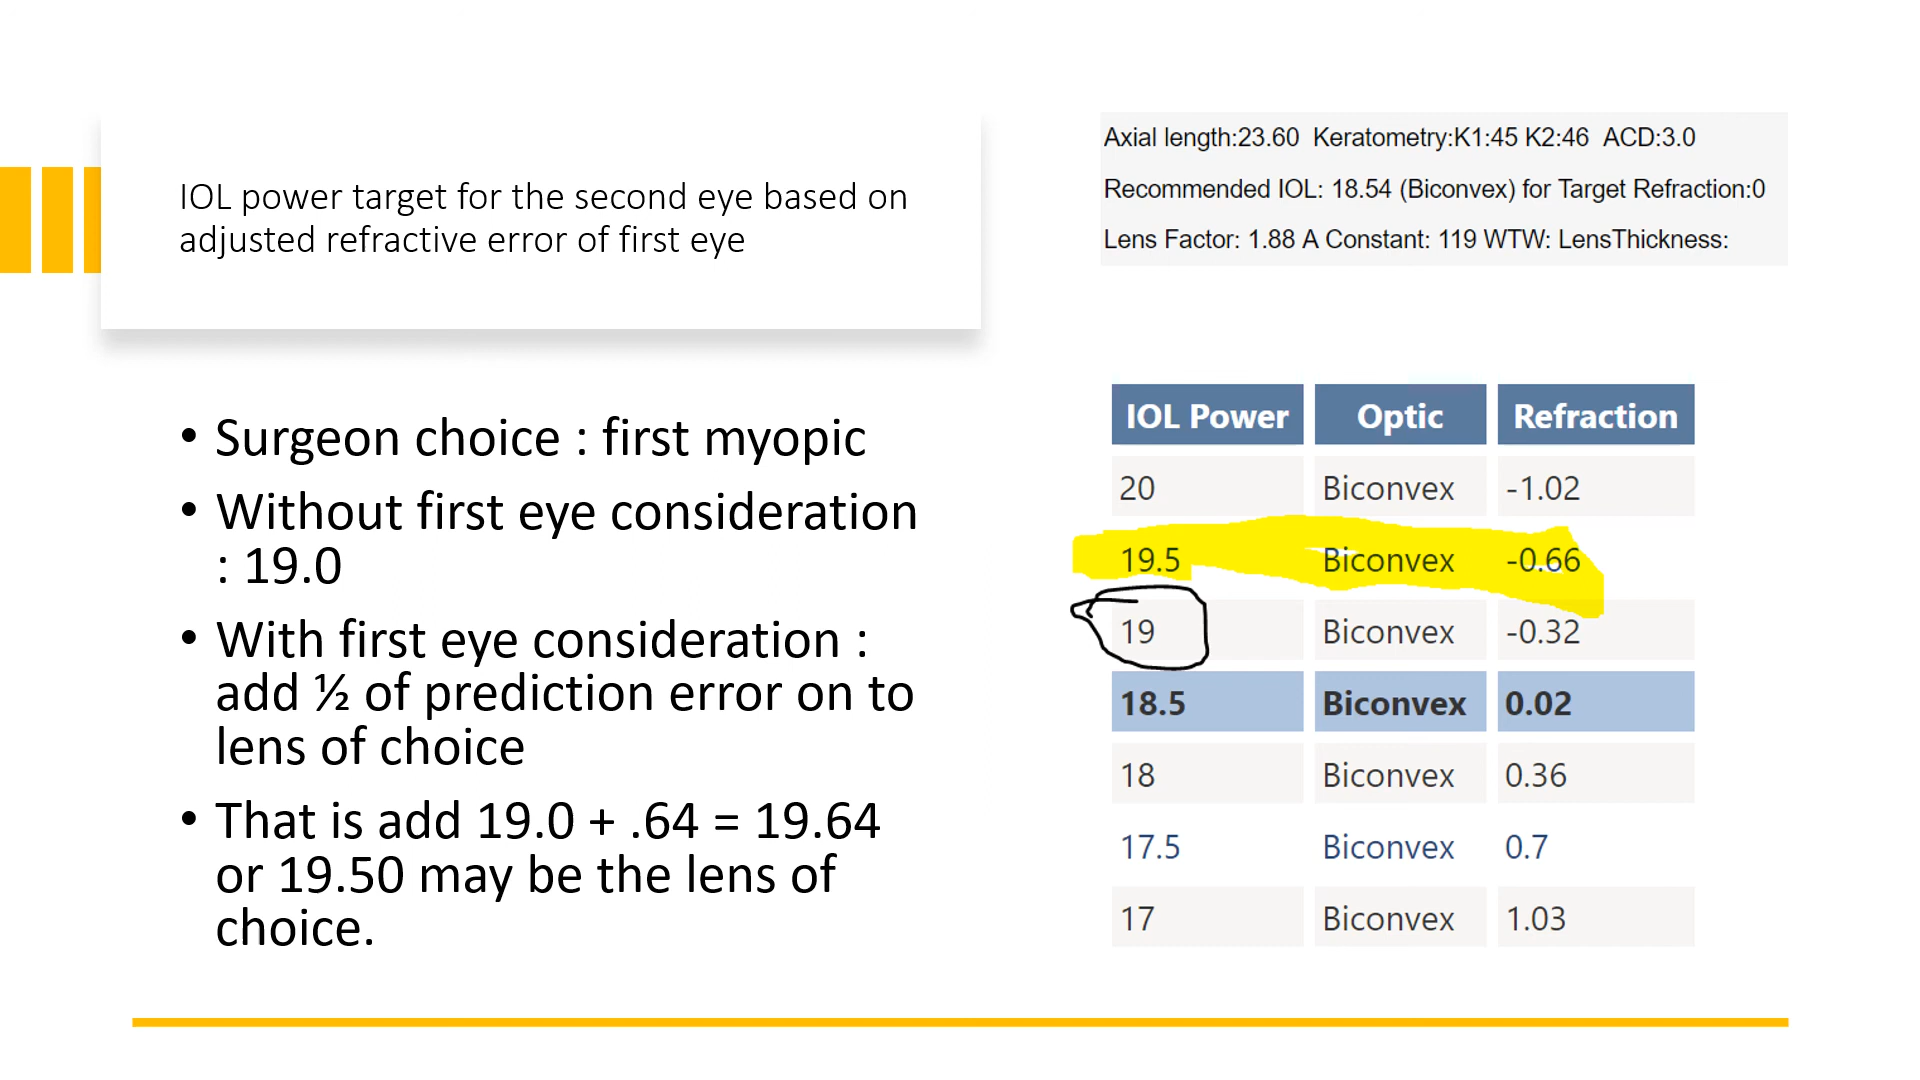 IOL power target for the second eye based on
adjusted refractive error of first eye
• Surgeon choice : first myopic
• Without first eye consideration
: 19.0
• With first eye consideration :
add ½ of prediction error on to
lens of choice
• That is add 19.0 + .64 = 19.64
or 19.50 may be the lens of
choice.
Axial length:23.60 Keratometry:K1:45 K2:46 ACD:3.0
Recommended IOL: 18.54 (Biconvex) for Target Refraction:0
Lens Factor: 1.88 A Constant: 119 WTW: LensThickness:
IOL Power Optic Refraction
20 Biconvex -1.02
19.5 Biconvex -0.66
19 Biconvex -0.32
18.5 Biconvex 0.02
18 Biconvex 0.36
17.5 Biconvex 0.7
17 Biconvex 1.03